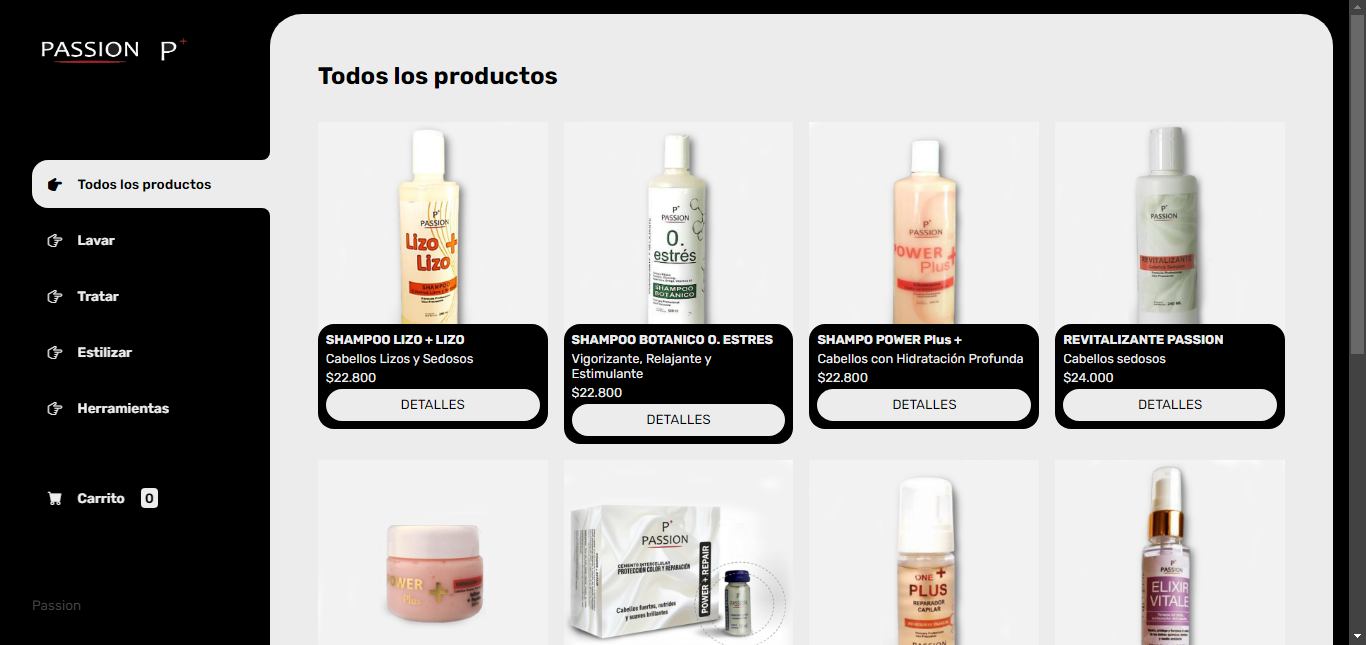 PASSION P+
Todos los productos
Lavar
Tratar
Estilizar
Herramientas
Carrito 0
Passion
Todos los productos
P+
PASSION
Lizo +
Lizo
SHAMPOO
SHAMPOO LIZO + LIZO
Cabellos Lizos y Sedosos
$22.800
DETALLES
P+
PASSION
O.
estrés
SHAMPOO
BOTÁNICO
SHAMPOO BOTANICO O. ESTRES
Vigorizante, Relajante y
Estimulante
$22.800
DETALLES
P+
PASSION
POWER
Plus+
SHAMPO POWER Plus +
Cabellos con Hidratación Profunda
$22.800
DETALLES
P+
PASSION
REVITALIZANTE
Cabellos Sedosos
240 ML
REVITALIZANTE PASSION
Cabellos sedosos
$24.000
DETALLES
POWER +
Plus
P+
PASSION
CEMENTO INTERCELULAR
PROTECCIÓN COLOR Y REPARACIÓN
POWER + REPAIR
Cabellos fuertes, nutridos
y suaves brillantes
ONE +
PLUS
REPARADOR
CAPILAR
PASSION
P+
PASSION
ELIXIR
VITALE